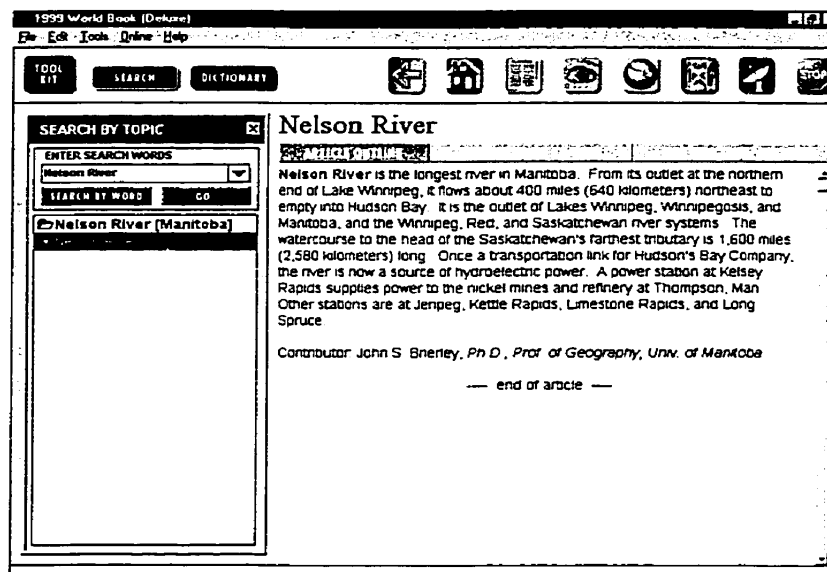 1999 World Book (Deluxe)
File Edit Tools Online Help
TOOL KIT
SEARCH
DICTIONARY
STOP
SEARCH BY TOPIC
ENTER SEARCH WORDS
Nelson River
SEARCH BY WORD
GO
Nelson River [Manitoba]
Nelson River
ARTICLE OUTLINE
Nelson River is the longest river in Manitoba. From its outlet at the northern
end of Lake Winnipeg, it flows about 400 miles (640 kilometers) northeast to
empty into Hudson Bay. It is the outlet of Lakes Winnipeg, Winnipegosis, and
Manitoba, and the Winnipeg, Red, and Saskatchewan river systems. The
watercourse to the head of the Saskatchewan's farthest tributary is 1,600 miles
(2,580 kilometers) long. Once a transportation link for Hudson's Bay Company,
the river is now a source of hydroelectric power. A power station at Kelsey
Rapids supplies power to the nickel mines and refinery at Thompson, Man
Other stations are at Jenpeg, Kettle Rapids, Limestone Rapids, and Long
Spruce
Contributor John S. Brierley, Ph D, Prof of Geography, Univ. of Manitoba
— end of article —